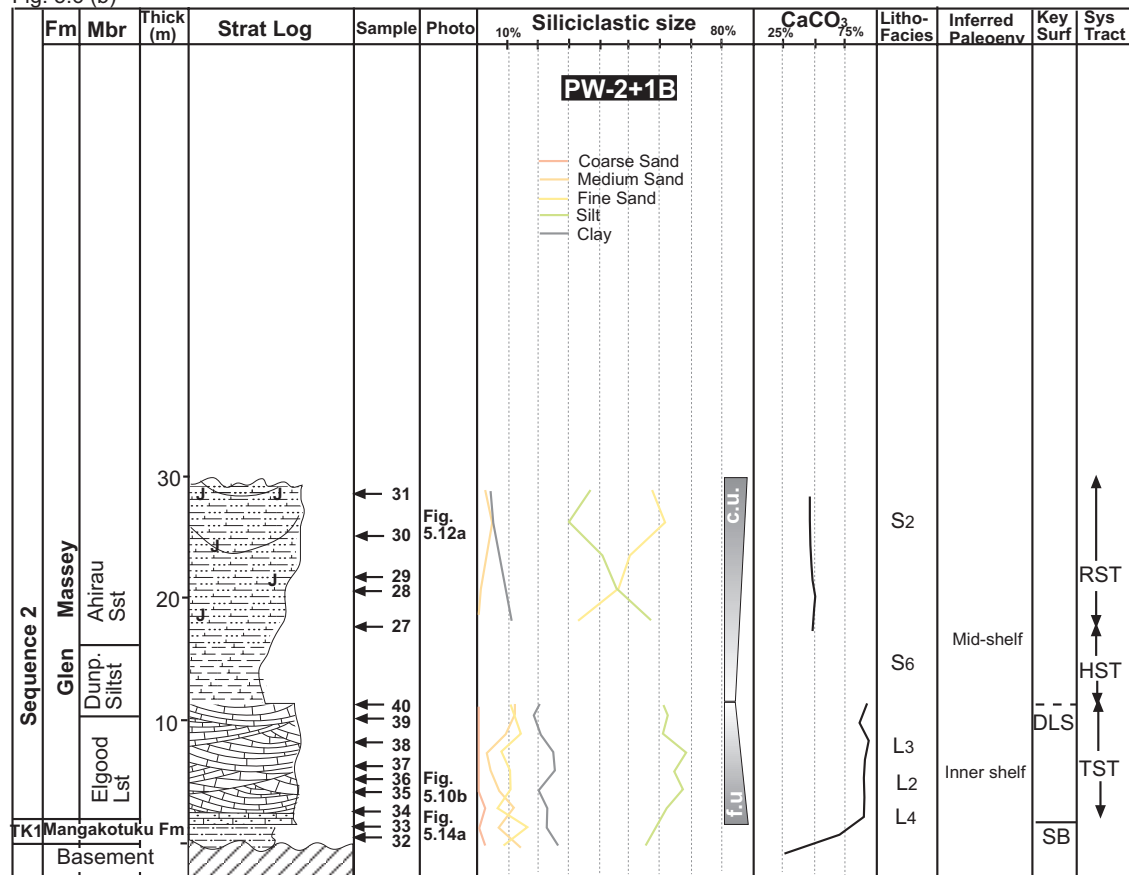 Fm Mbr Thick (m) Strat Log Sample Photo Siliciclastic size CaCO3 Litho- Facies Inferred Paleoenv Key Surf Sys Tract
10% 80% 25% 75%
PW-2+1B
Coarse Sand
Medium Sand
Fine Sand
Silt
Clay
Sequence 2
TK1
Glen Massey
Mangakotuku Fm
Basement
Ahirau Sst
Dunp. Siltst
Elgood Lst
30
20
10
J J
J
J
J
31
30
29
28
27
40
39
38
37
36
35
34
33
32
Fig. 5.12a
Fig. 5.10b
Fig. 5.14a
c.u.
f.u
S2
S6
L3
L2
L4
Mid-shelf
Inner shelf
DLS
SB
RST
HST
TST